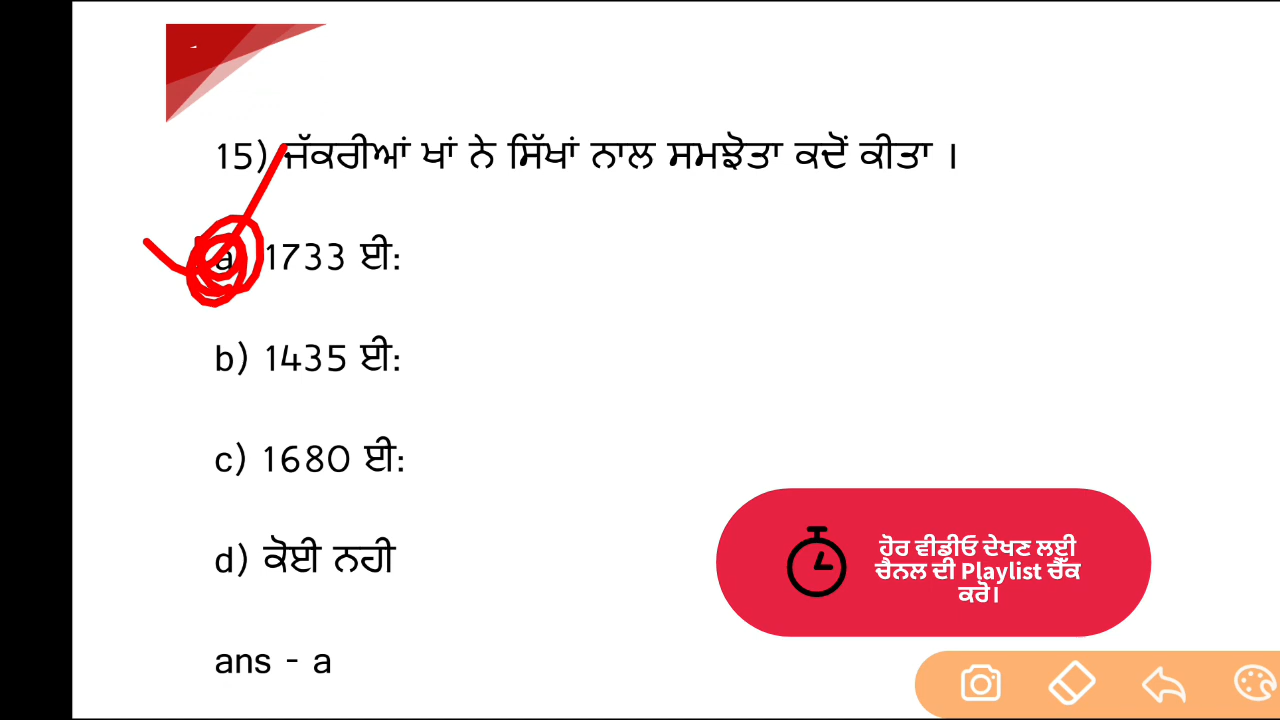 15) ਜੱਕਰੀਆਂ ਖਾਂ ਨੇ ਸਿੱਖਾਂ ਨਾਲ ਸਮਝੋਤਾ ਕਦੋਂ ਕੀਤਾ ।
a) 1733 ਈ:
b) 1435 ਈ:
c) 1680 ਈ:
d) ਕੋਈ ਨਹੀ
ans - a
ਹੋਰ ਵੀਡੀਓ ਦੇਖਣ ਲਈ
ਚੈਨਲ ਦੀ Playlist ਚੈੱਕ
ਕਰੋ।